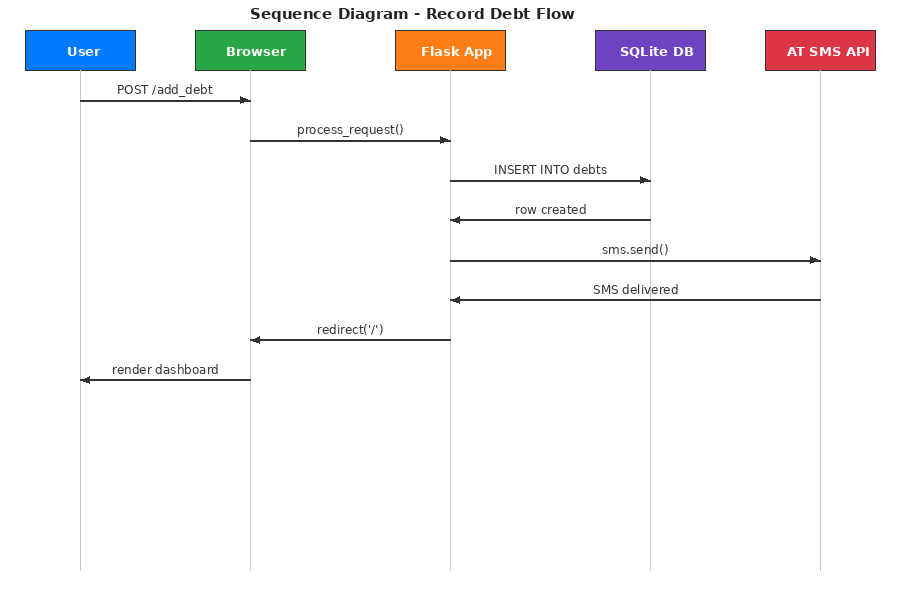 Sequence Diagram - Record Debt Flow
User
Browser
Flask App
SQLite DB
AT SMS API
POST /add_debt
process_request()
INSERT INTO debts
row created
sms.send()
SMS delivered
redirect('/')
render dashboard